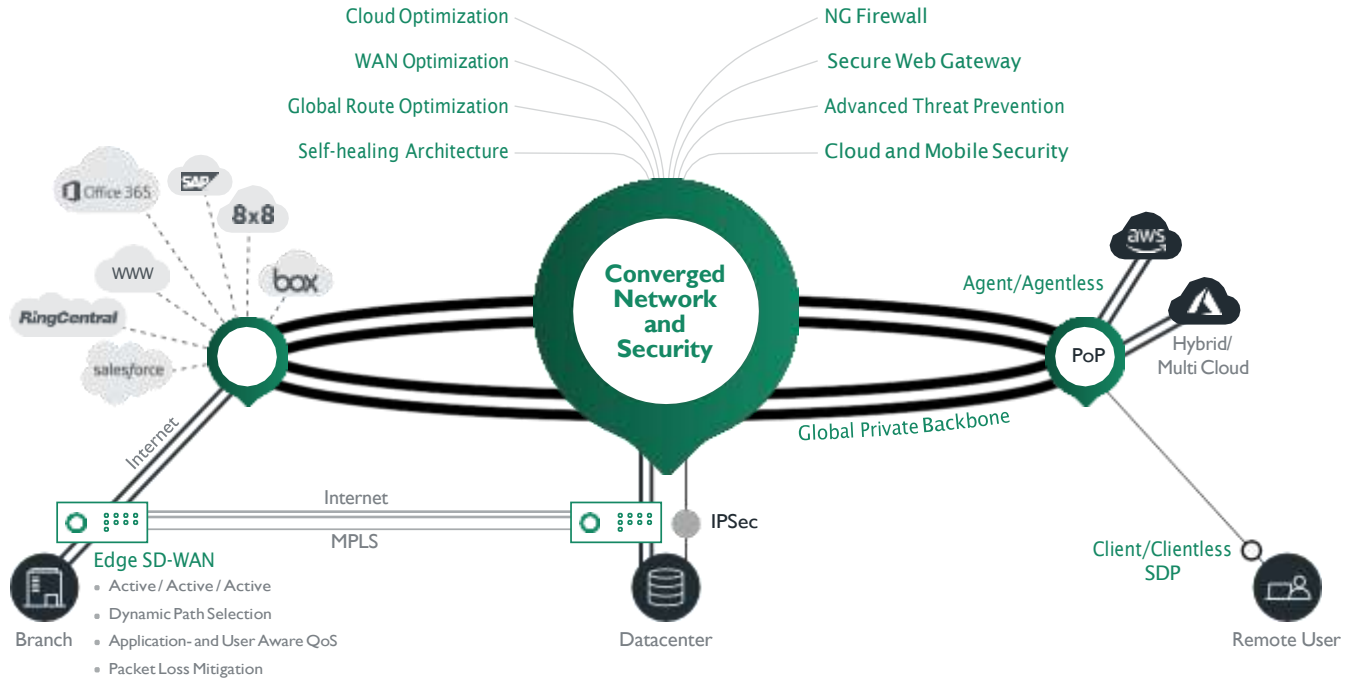 Cloud Optimization
WAN Optimization
Global Route Optimization
Self-healing Architecture
NG Firewall
Secure Web Gateway
Advanced Threat Prevention
Cloud and Mobile Security
Office 365
SAP
8x8
WWW
box
RingCentral
salesforce
Converged
Network
and
Security
aws
Agent/Agentless
PoP
Hybrid/
Multi Cloud
Global Private Backbone
Internet
Internet
MPLS
IPSec
Edge SD-WAN
Active / Active / Active
Dynamic Path Selection
Application- and User Aware QoS
Packet Loss Mitigation
Branch
Datacenter
Client/Clientless
SDP
Remote User